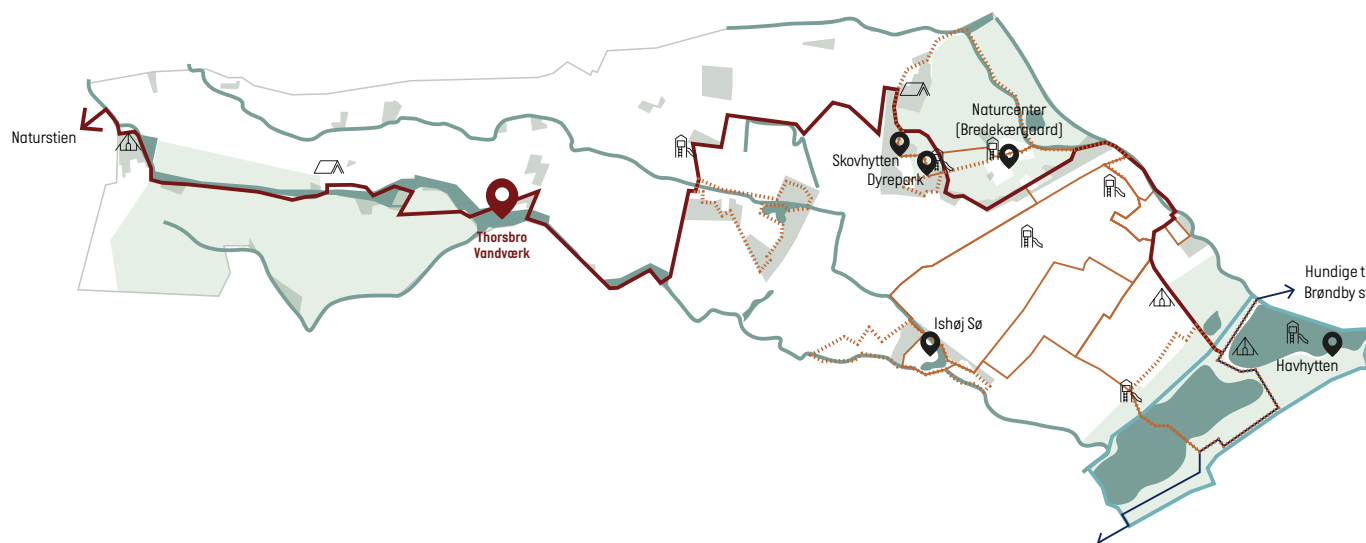 Naturstien
Thorsbro
Vandværk
Skovhytten
Dyrepark
Naturcenter
(Bredekærgaard)
Ishøj Sø
Hundige
Brøndby
Havhytten